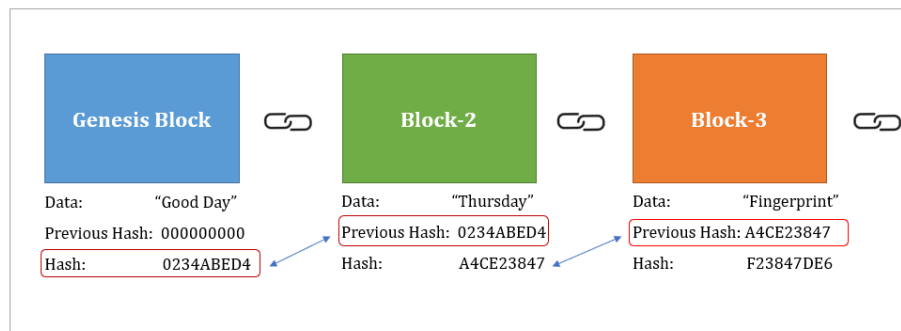 Genesis Block
Block-2
Block-3
Data: “Good Day”
Previous Hash: 000000000
Hash: 0234ABED4
Data: “Thursday”
Previous Hash: 0234ABED4
Hash: A4CE23847
Data: “Fingerprint”
Previous Hash: A4CE23847
Hash: F23847DE6